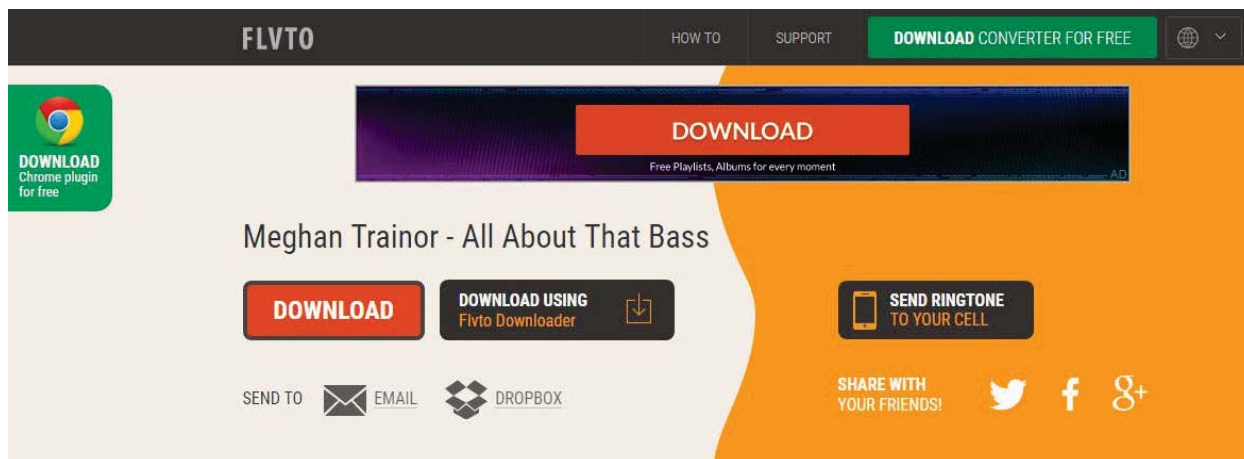 FLVTO
HOW TO
SUPPORT
DOWNLOAD CONVERTER FOR FREE
DOWNLOAD
Chrome plugin
for free
DOWNLOAD
Free Playlists, Albums for every moment
AD
Meghan Trainor - All About That Bass
DOWNLOAD
DOWNLOAD USING
Flvto Downloader
SEND RINGTONE
TO YOUR CELL
SEND TO
EMAIL
DROPBOX
SHARE WITH
YOUR FRIENDS!